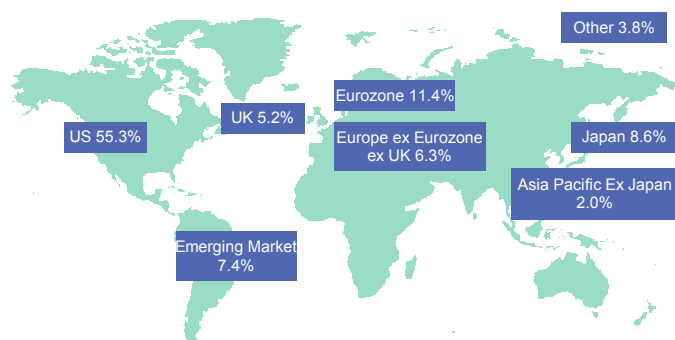 Other 3.8%
Eurozone 11.4%
UK 5.2%
US 55.3%
Europe ex Eurozone
ex UK 6.3%
Japan 8.6%
Asia Pacific Ex Japan
2.0%
Emerging Market
7.4%